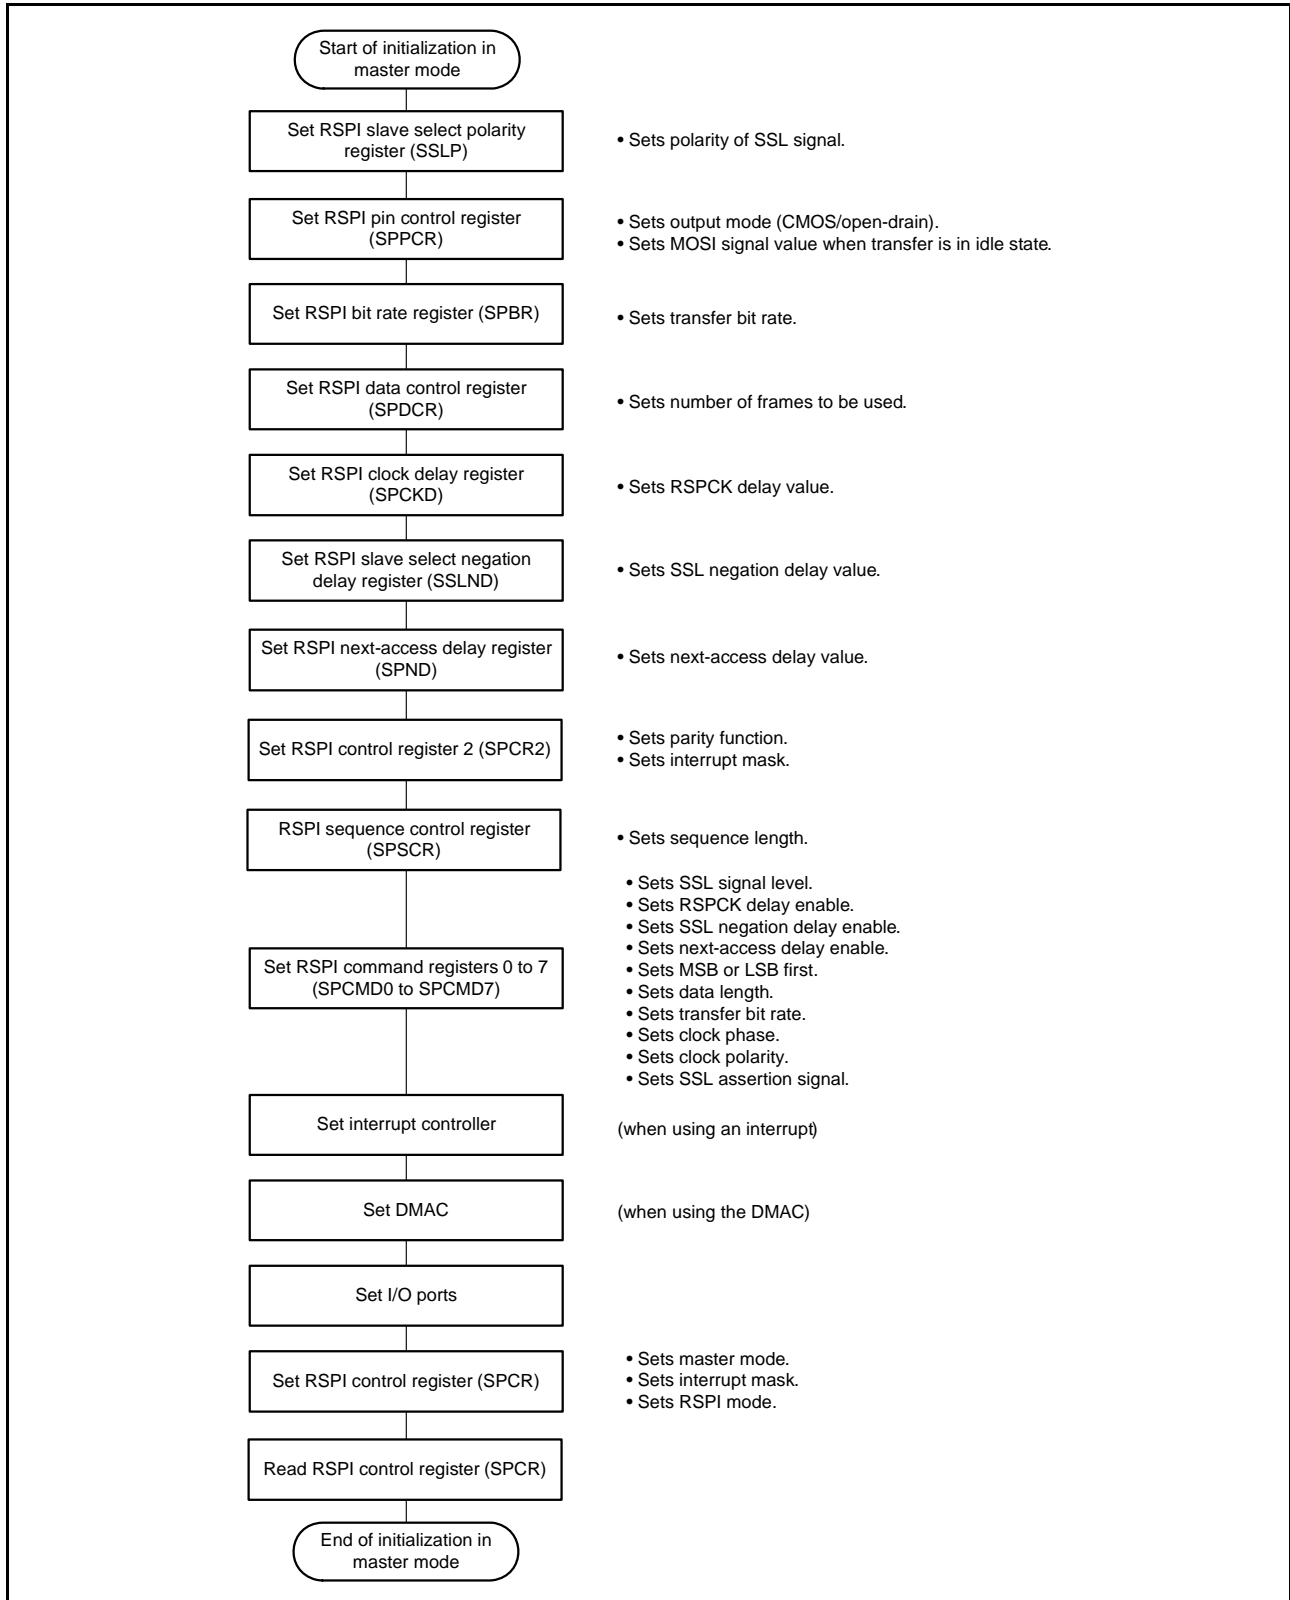 Start of initialization in
master mode
Set RSPI slave select polarity
register (SSLP)
• Sets polarity of SSL signal.
Set RSPI pin control register
(SPPCR)
• Sets output mode (CMOS/open-drain).
• Sets MOSI signal value when transfer is in idle state.
Set RSPI bit rate register (SPBR)
• Sets transfer bit rate.
Set RSPI data control register
(SPDCR)
• Sets number of frames to be used.
Set RSPI clock delay register
(SPCKD)
• Sets RSPCK delay value.
Set RSPI slave select negation
delay register (SSLND)
• Sets SSL negation delay value.
Set RSPI next-access delay register
(SPND)
• Sets next-access delay value.
Set RSPI control register 2 (SPCR2)
• Sets parity function.
• Sets interrupt mask.
RSPI sequence control register
(SPSCR)
• Sets sequence length.
Set RSPI command registers 0 to 7
(SPCMD0 to SPCMD7)
• Sets SSL signal level.
• Sets RSPCK delay enable.
• Sets SSL negation delay enable.
• Sets next-access delay enable.
• Sets MSB or LSB first.
• Sets data length.
• Sets transfer bit rate.
• Sets clock phase.
• Sets clock polarity.
• Sets SSL assertion signal.
Set interrupt controller
(when using an interrupt)
Set DMAC
(when using the DMAC)
Set I/O ports
Set RSPI control register (SPCR)
• Sets master mode.
• Sets interrupt mask.
• Sets RSPI mode.
Read RSPI control register (SPCR)
End of initialization in
master mode